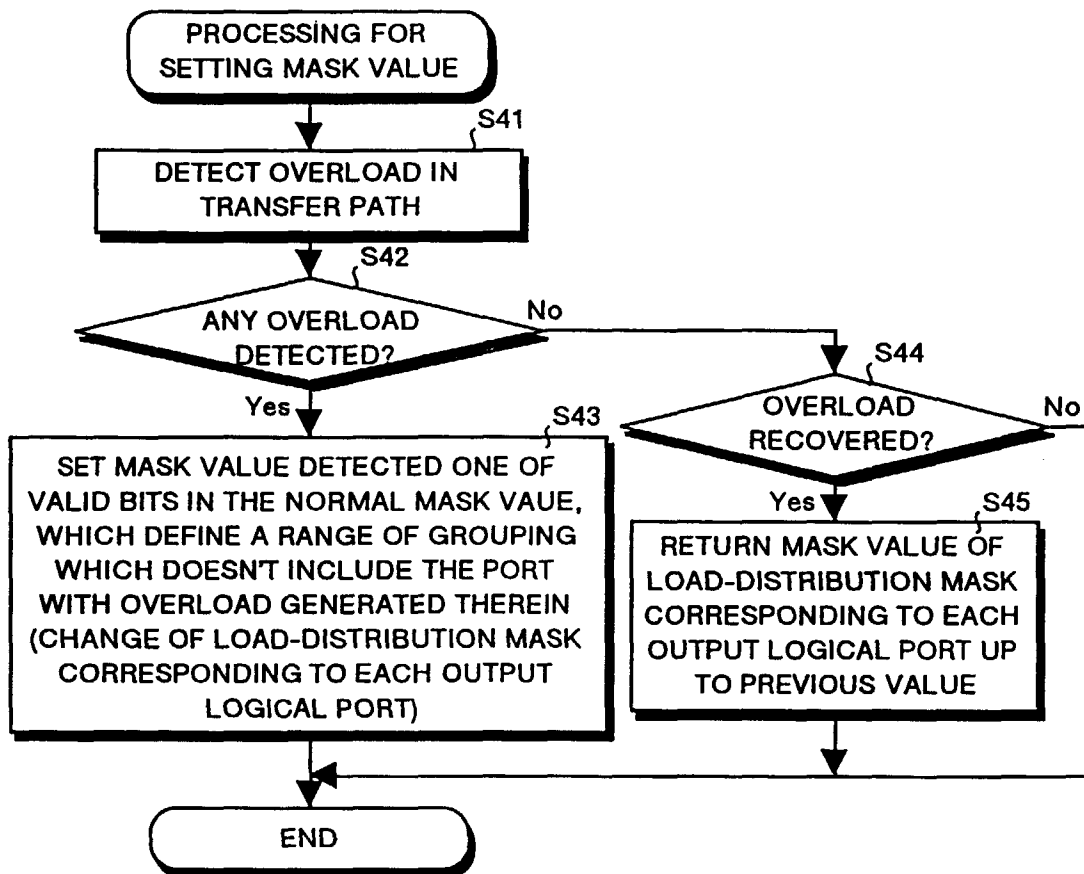 PROCESSING FOR
SETTING MASK VALUE
S41
DETECT OVERLOAD IN
TRANSFER PATH
S42
ANY OVERLOAD
DETECTED?
No
Yes
S43
SET MASK VALUE DETECTED ONE OF
VALID BITS IN THE NORMAL MASK VAUE,
WHICH DEFINE A RANGE OF GROUPING
WHICH DOESN'T INCLUDE THE PORT
WITH OVERLOAD GENERATED THEREIN
(CHANGE OF LOAD-DISTRIBUTION MASK
CORRESPONDING TO EACH OUTPUT
LOGICAL PORT)
S44
OVERLOAD
RECOVERED?
No
Yes
S45
RETURN MASK VALUE OF
LOAD-DISTRIBUTION MASK
CORRESPONDING TO EACH
OUTPUT LOGICAL PORT UP
TO PREVIOUS VALUE
END